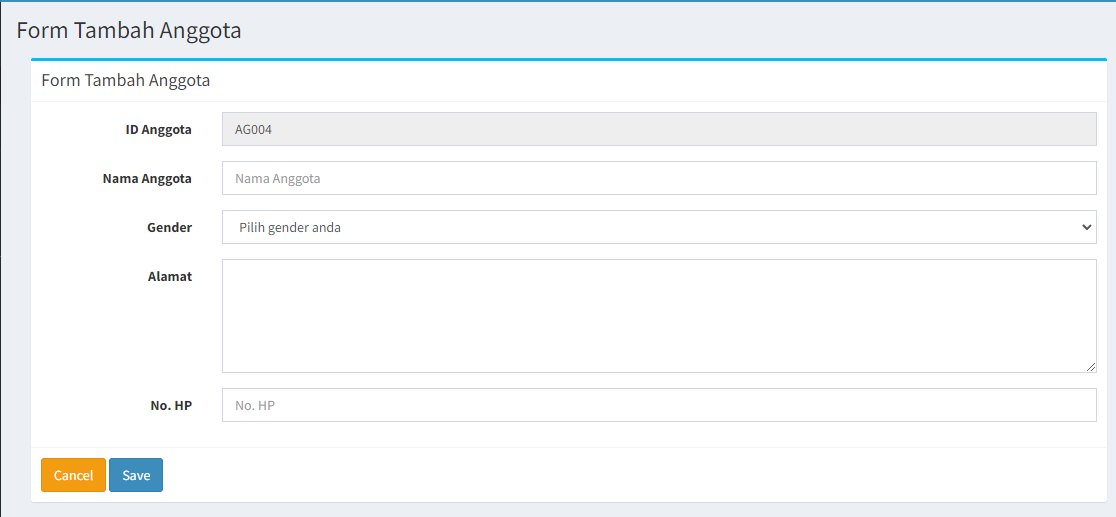 Form Tambah Anggota
Form Tambah Anggota
ID Anggota AG004
Nama Anggota Nama Anggota
Gender Pilih gender anda
Alamat
No. HP No. HP
Cancel Save